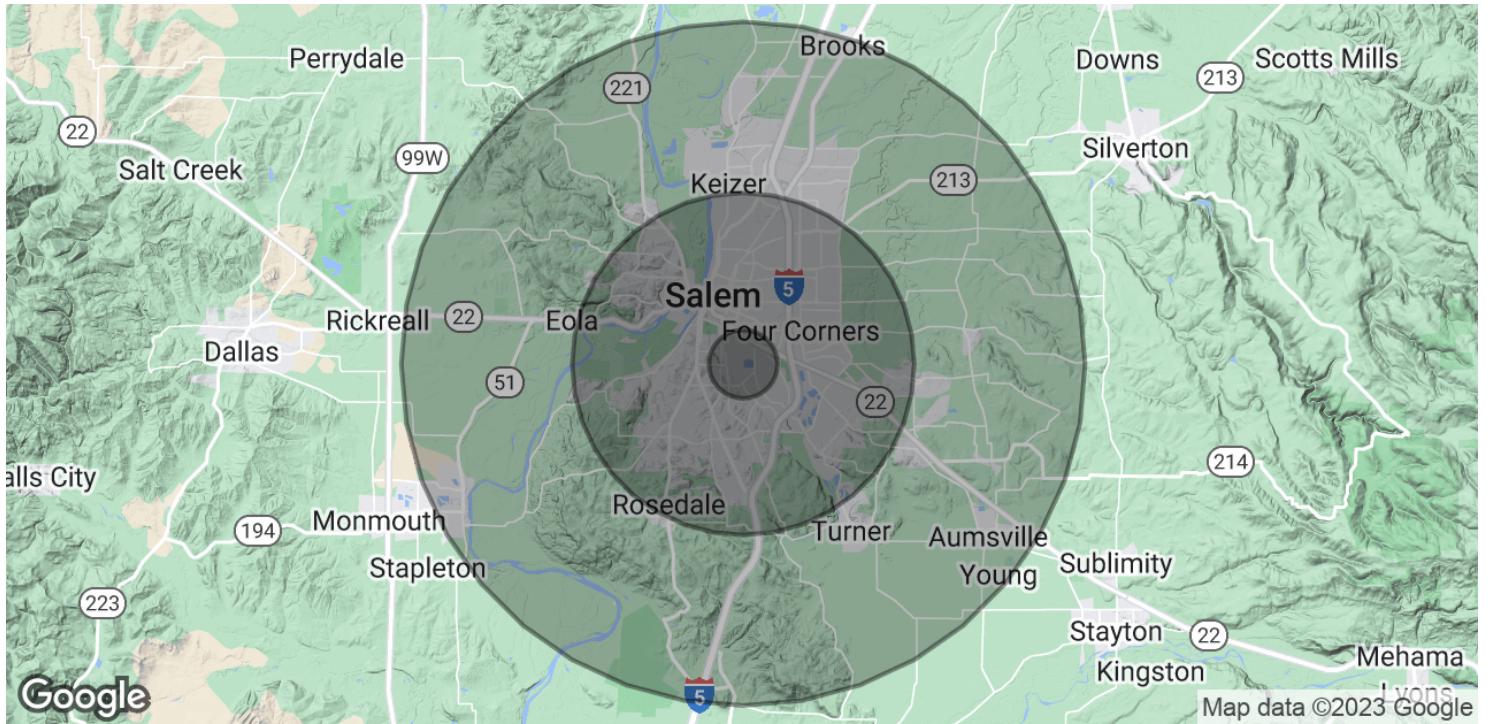 Brooks
Perrydale
Downs
Scotts Mills
213
221
22
Silverton
99W
Salt Creek
Keizer
213
Salem
5
Rickreall
22
Eola
Four Corners
Dallas
51
22
214
alls City
Rosedale
Monmouth
194
Turner
Aumsville
Stapleton
Sublimity
Young
223
Stayton
22
Mehama
Kingston
5
Lyons
Google
Map data ©2023 Google